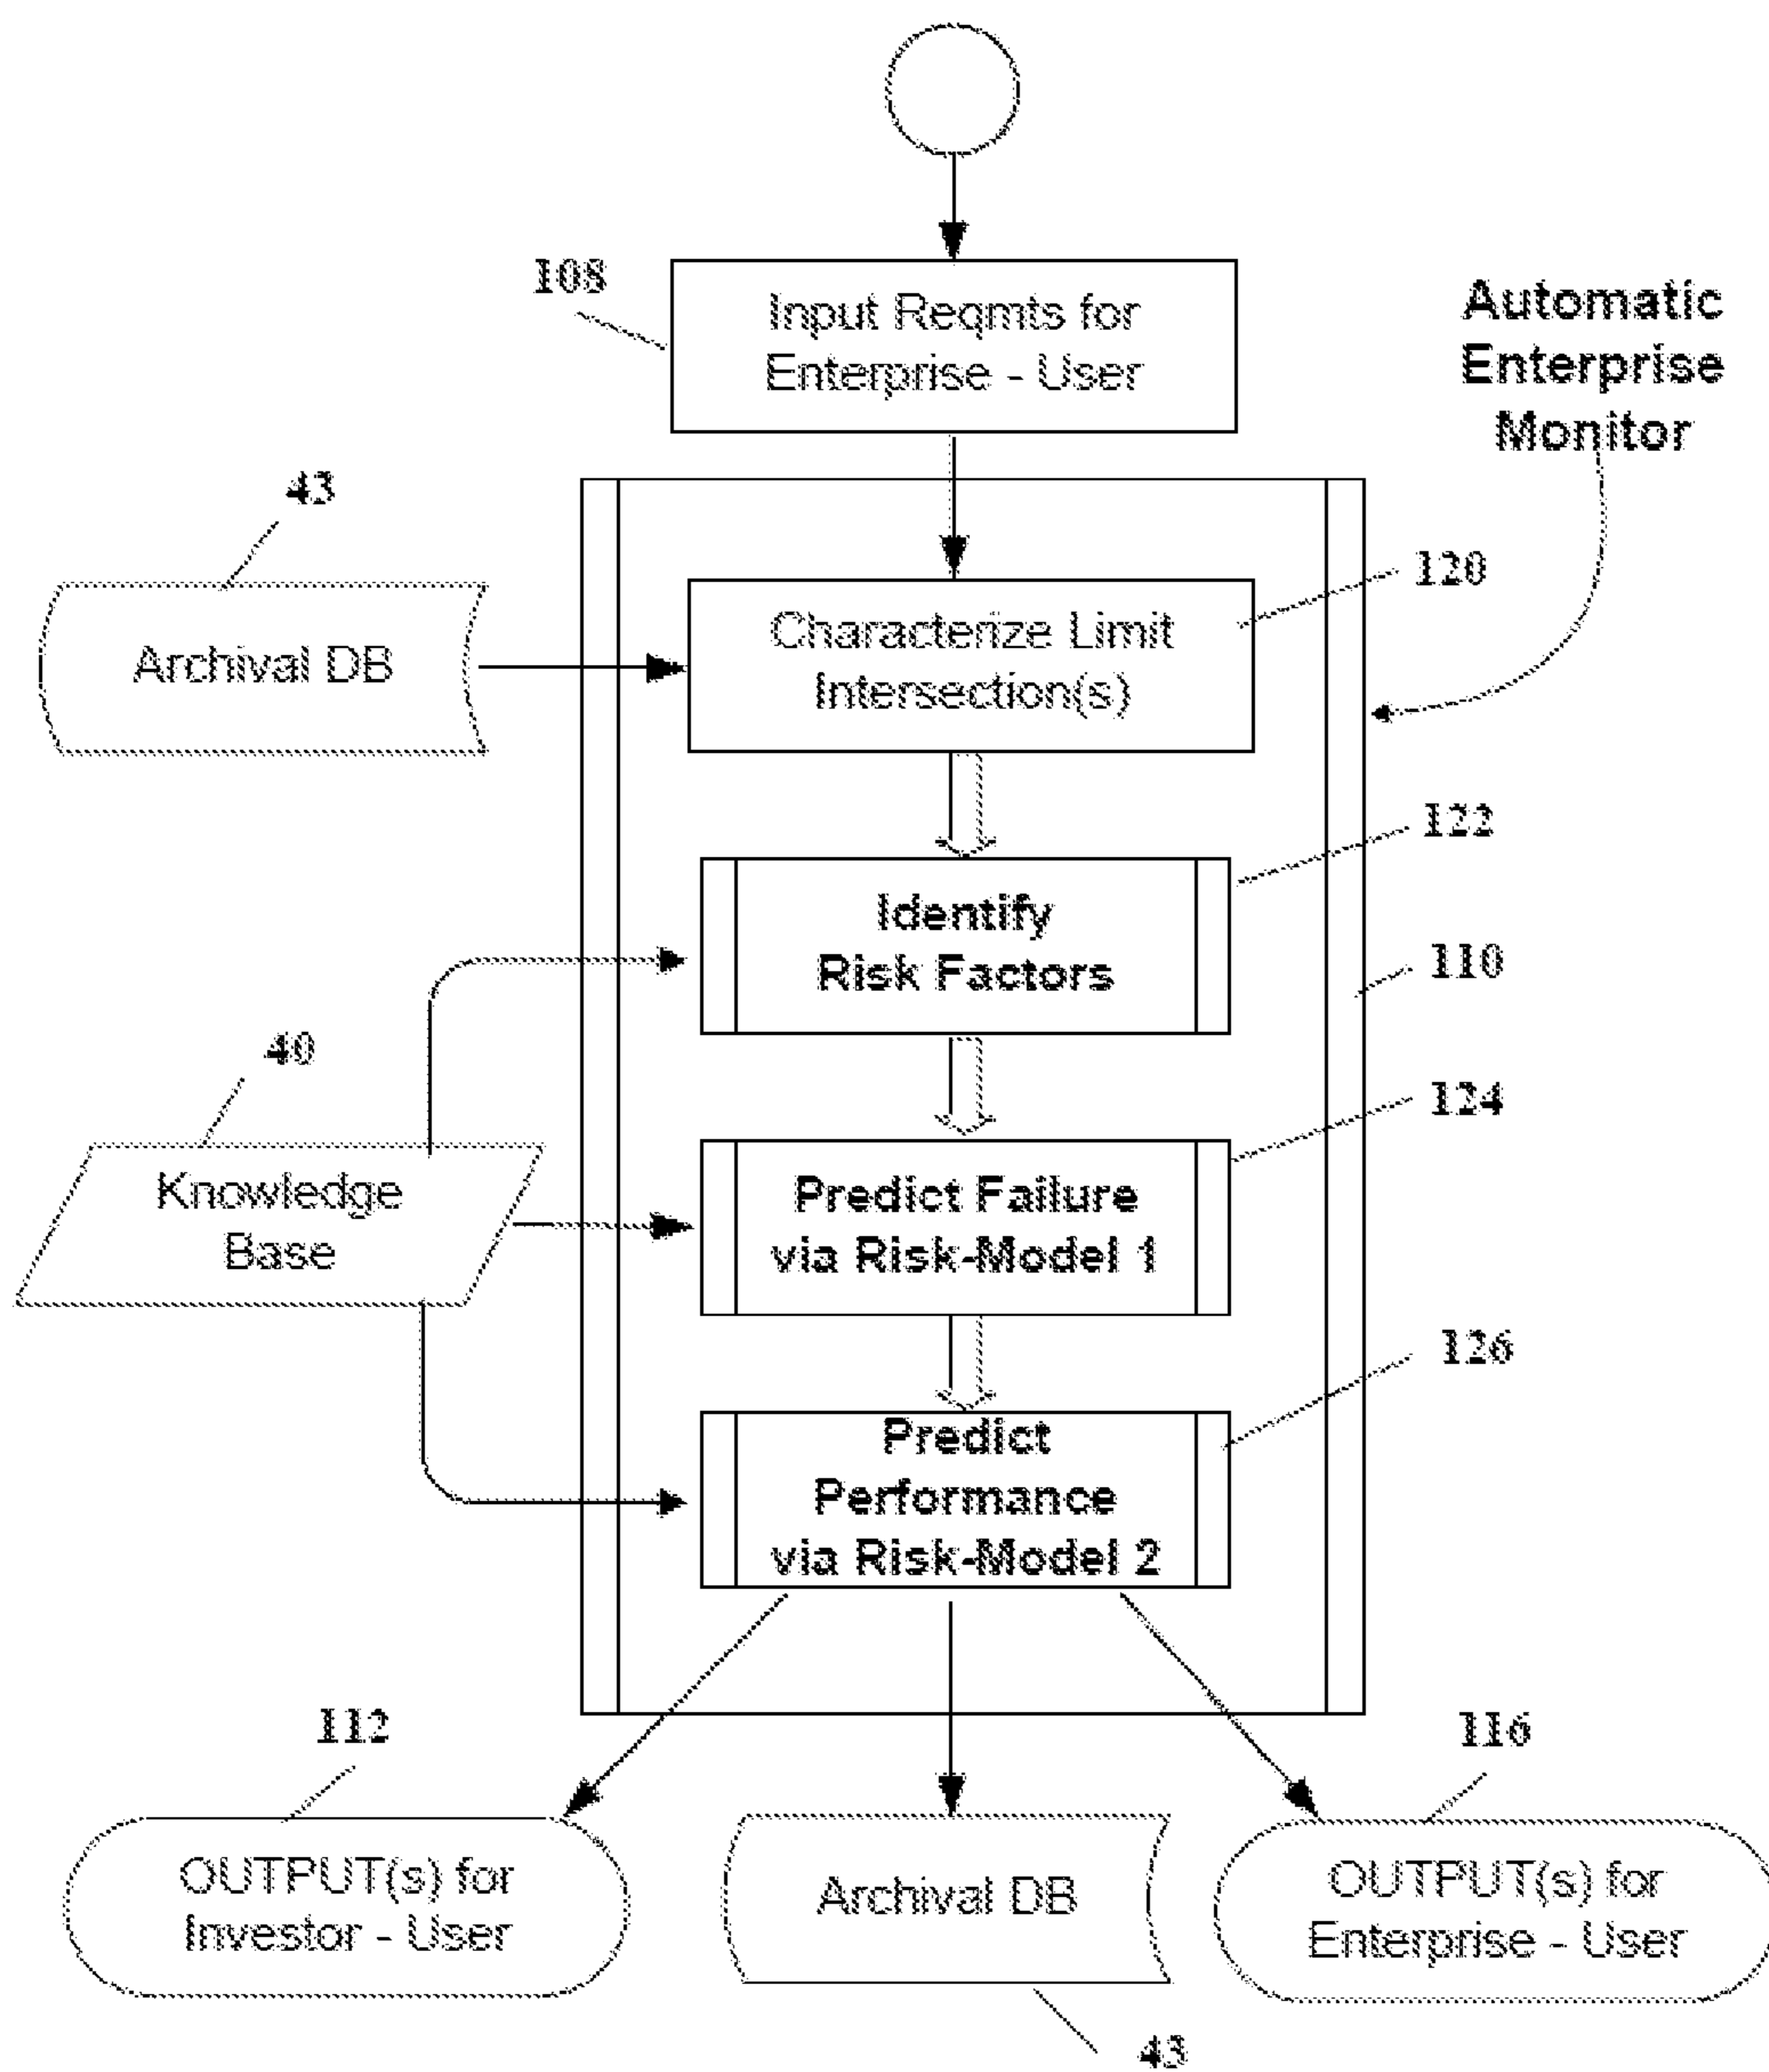 108
Input Reqmts for
Enterprise - User
Automatic
Enterprise
Monitor
43
Archival DB
Characterize Limit
Intersection(s)
120
122
Identify
Risk Factors
110
40
Knowledge
Base
124
Predict Failure
via Risk-Model 1
126
Predict
Performance
via Risk-Model 2
112
OUTPUT(s) for
Investor - User
Archival DB
43
116
OUTPUT(s) for
Enterprise - User